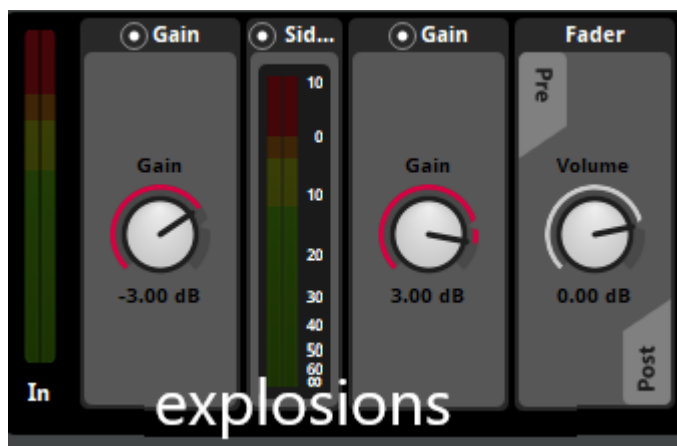 Gain
Sid...
Gain
Fader
Pre
10
0
10
20
30
40
50
60
∞
Gain
-3.00 dB
Gain
3.00 dB
Volume
0.00 dB
Post
In
explosions